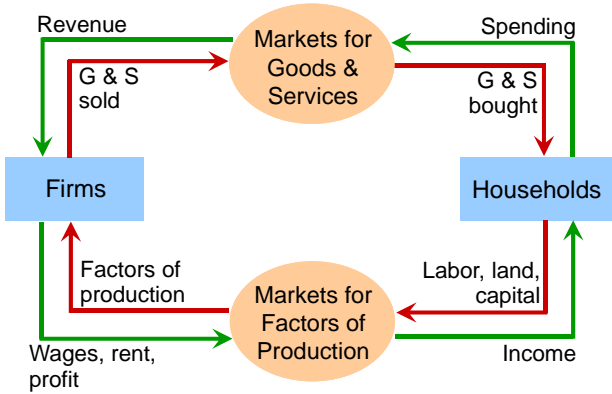 Revenue
Markets for
Goods &
Services
Spending
G & S
sold
G & S
bought
Firms
Households
Factors of
production
Markets for
Factors of
Production
Labor, land,
capital
Wages, rent,
profit
Income